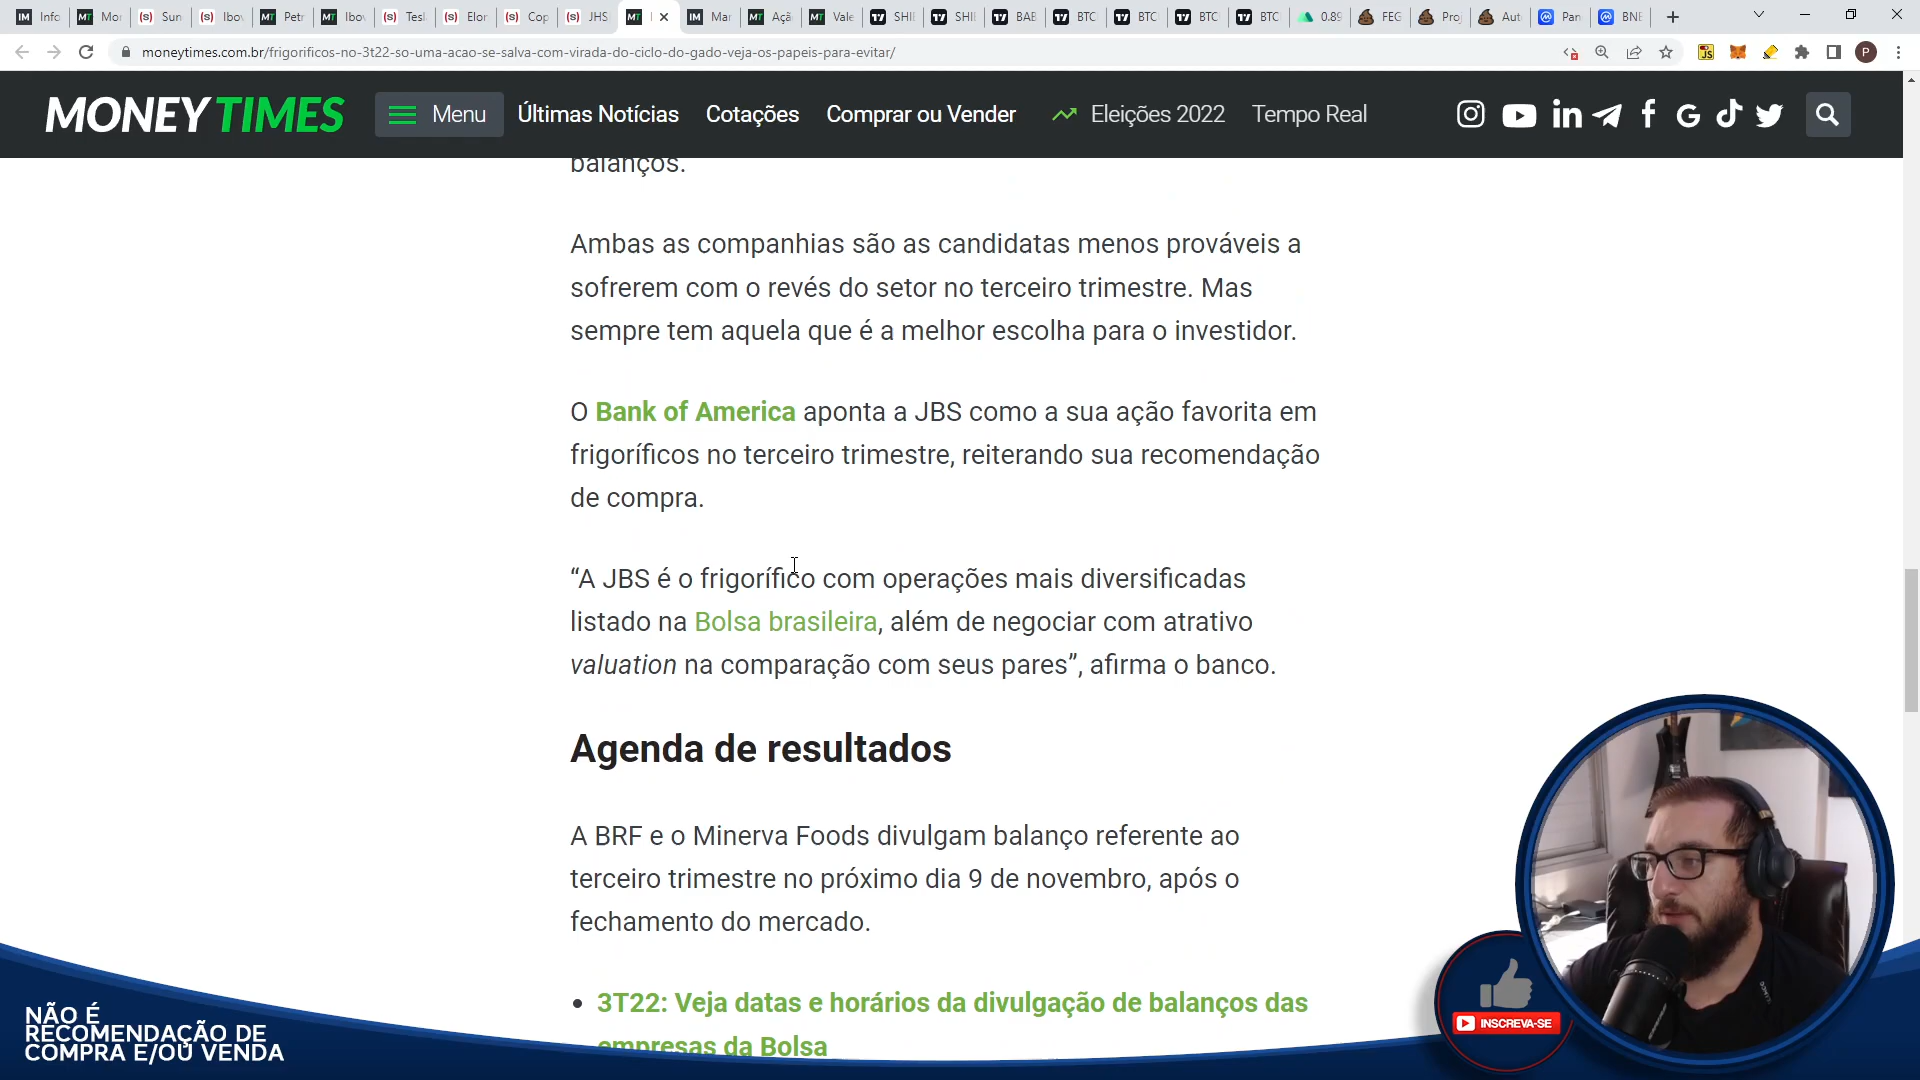 Info
Mo
Sun
Ibov
Petr
Ibov
Tesl
Elor
Cop
JHS
Mar
Açã
Vale
SHI
SHI
BAB
BTC
BTC
BTC
BTC
0.89
FEG
Pro
Aut
Pan
BNE
moneytimes.com.br/frigorificos-no-3t22-so-uma-acao-se-salva-com-virada-do-ciclo-do-gado-veja-os-papeis-para-evitar/
MONEYTIMES Menu Últimas Notícias Cotações Comprar ou Vender Eleições 2022 Tempo Real
balanços.
Ambas as companhias são as candidatas menos prováveis a
sofrerem com o revés do setor no terceiro trimestre. Mas
sempre tem aquela que é a melhor escolha para o investidor.
O Bank of America aponta a JBS como a sua ação favorita em
frigoríficos no terceiro trimestre, reiterando sua recomendação
de compra.
“A JBS é o frigorífico com operações mais diversificadas
listado na Bolsa brasileira, além de negociar com atrativo
valuation na comparação com seus pares”, afirma o banco.
Agenda de resultados
A BRF e o Minerva Foods divulgam balanço referente ao
terceiro trimestre no próximo dia 9 de novembro, após o
fechamento do mercado.
• 3T22: Veja datas e horários da divulgação de balanços das
empresas da Bolsa
NÃO É
RECOMENDAÇÃO DE
COMPRA E/OU VENDA
INSCREVA-SE